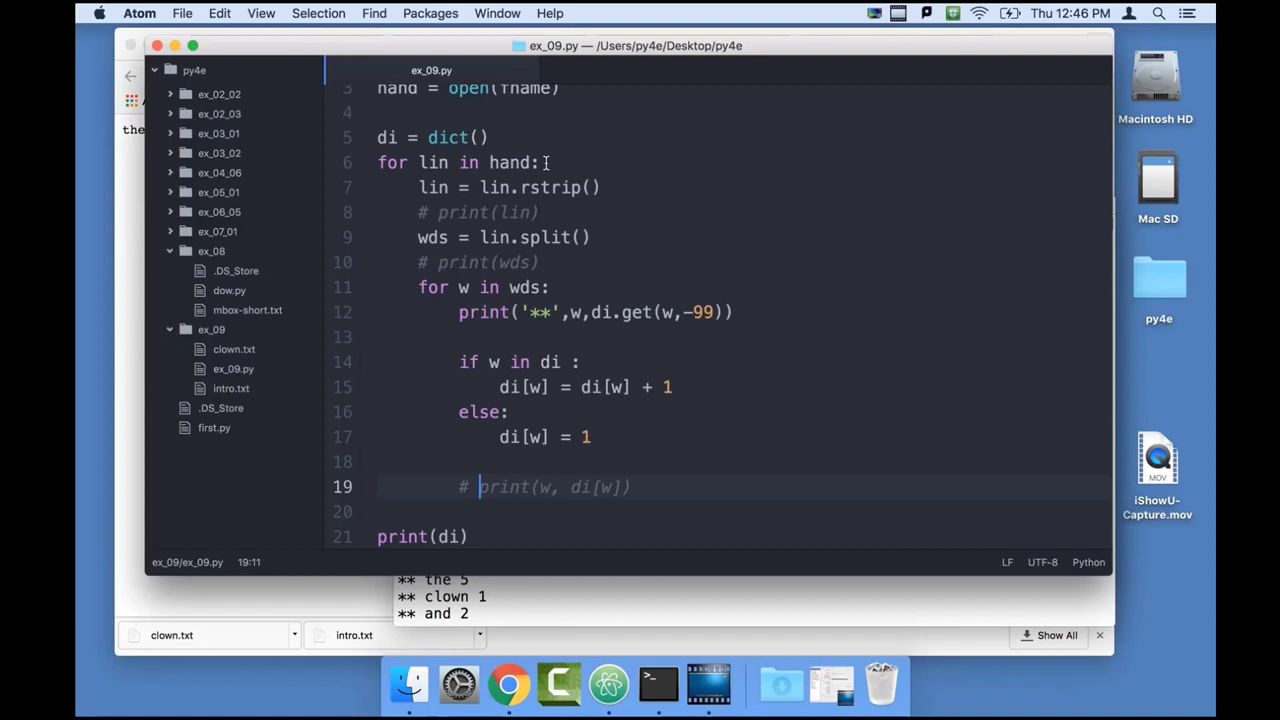 Atom File Edit View Selection Find Packages Window Help Thu 12:46 PM
ex_09.py — /Users/py4e/Desktop/py4e
py4e
ex_02_02
ex_02_03
ex_03_01
ex_03_02
ex_04_06
ex_05_01
ex_06_05
ex_07_01
ex_08
.DS_Store
dow.py
mbox-short.txt
ex_09
clown.txt
ex_09.py
intro.txt
.DS_Store
first.py
the
ex_09.py
3 hand = open(fname)
4
5 di = dict()
6 for lin in hand:
7 lin = lin.rstrip()
8 # print(lin)
9 wds = lin.split()
10 # print(wds)
11 for w in wds:
12 print('**',w,di.get(w,-99))
13
14 if w in di :
15 di[w] = di[w] + 1
16 else:
17 di[w] = 1
18
19 # print(w, di[w])
20
21 print(di)
ex_09/ex_09.py 19:11 LF UTF-8 Python
** the 5
** clown 1
** and 2
clown.txt intro.txt Show All
Macintosh HD
Mac SD
py4e
MOV
iShowU-
Capture.mov